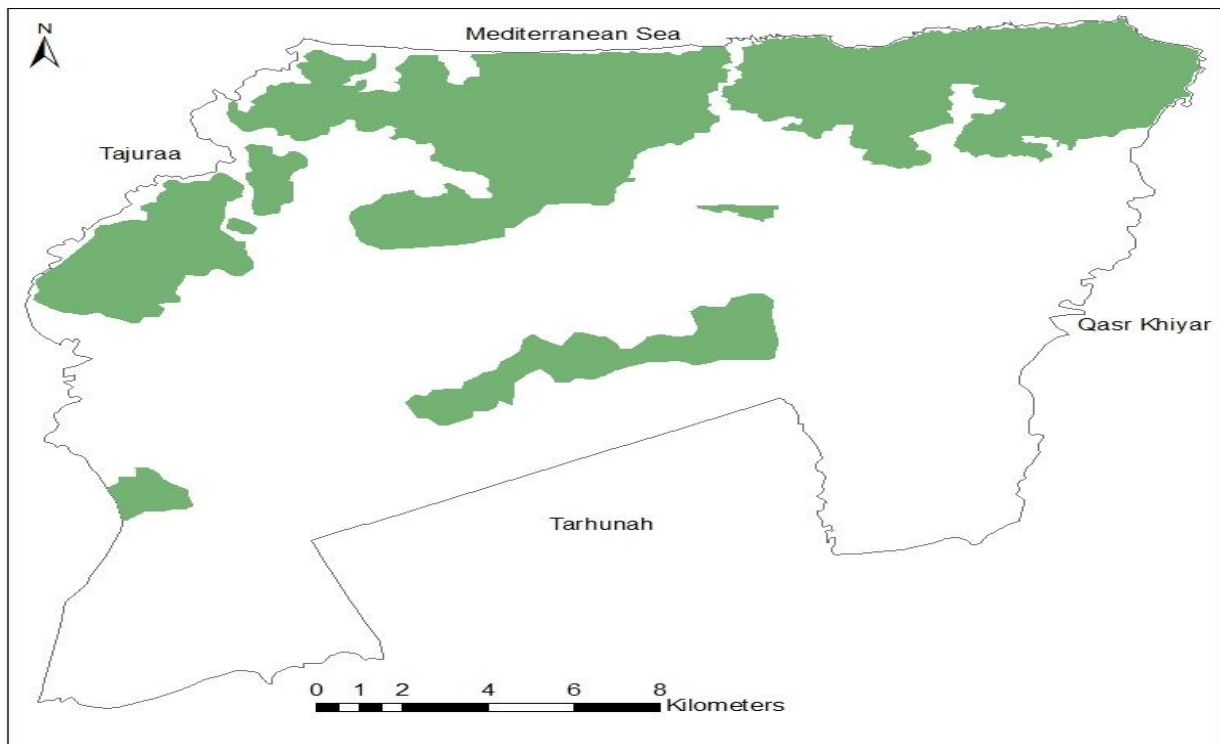 N
Mediterranean Sea
Tajuraa
Qasr Khiyar
Tarhunah
0 1 2 4 6 8
Kilometers